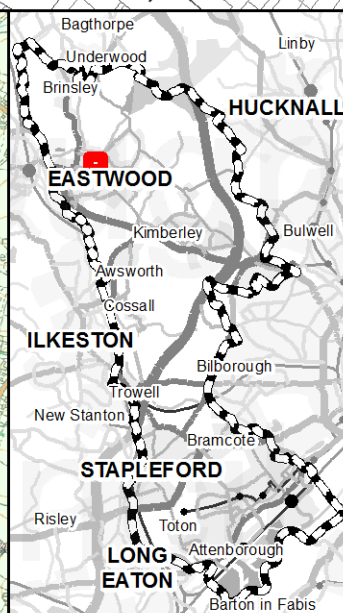 Bagthorpe
Linby
Underwood
Brinsley
HUCKNALL
EASTWOOD
Kimberley
Bulwell
Awsworth
Cossall
ILKESTON
Bilborough
Trowell
New Stanton
Bramcote
STAPLEFORD
Risley
Toton
Attenborough
LONG
EATON
Barton in Fabis